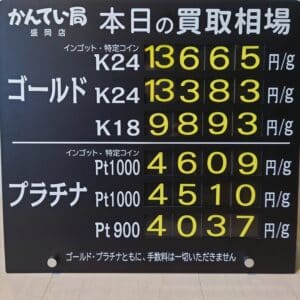 かんてい局 本日の買取相場
盛岡店
インゴット・特定コイン
K24 13665 円/g
ゴールド K24 13383 円/g
K18 9893 円/g
インゴット・特定コイン
Pt1000 4609 円/g
プラチナ Pt1000 4510 円/g
Pt900 4037 円/g
ゴールド・プラチナともに、手数料は一切いただきません